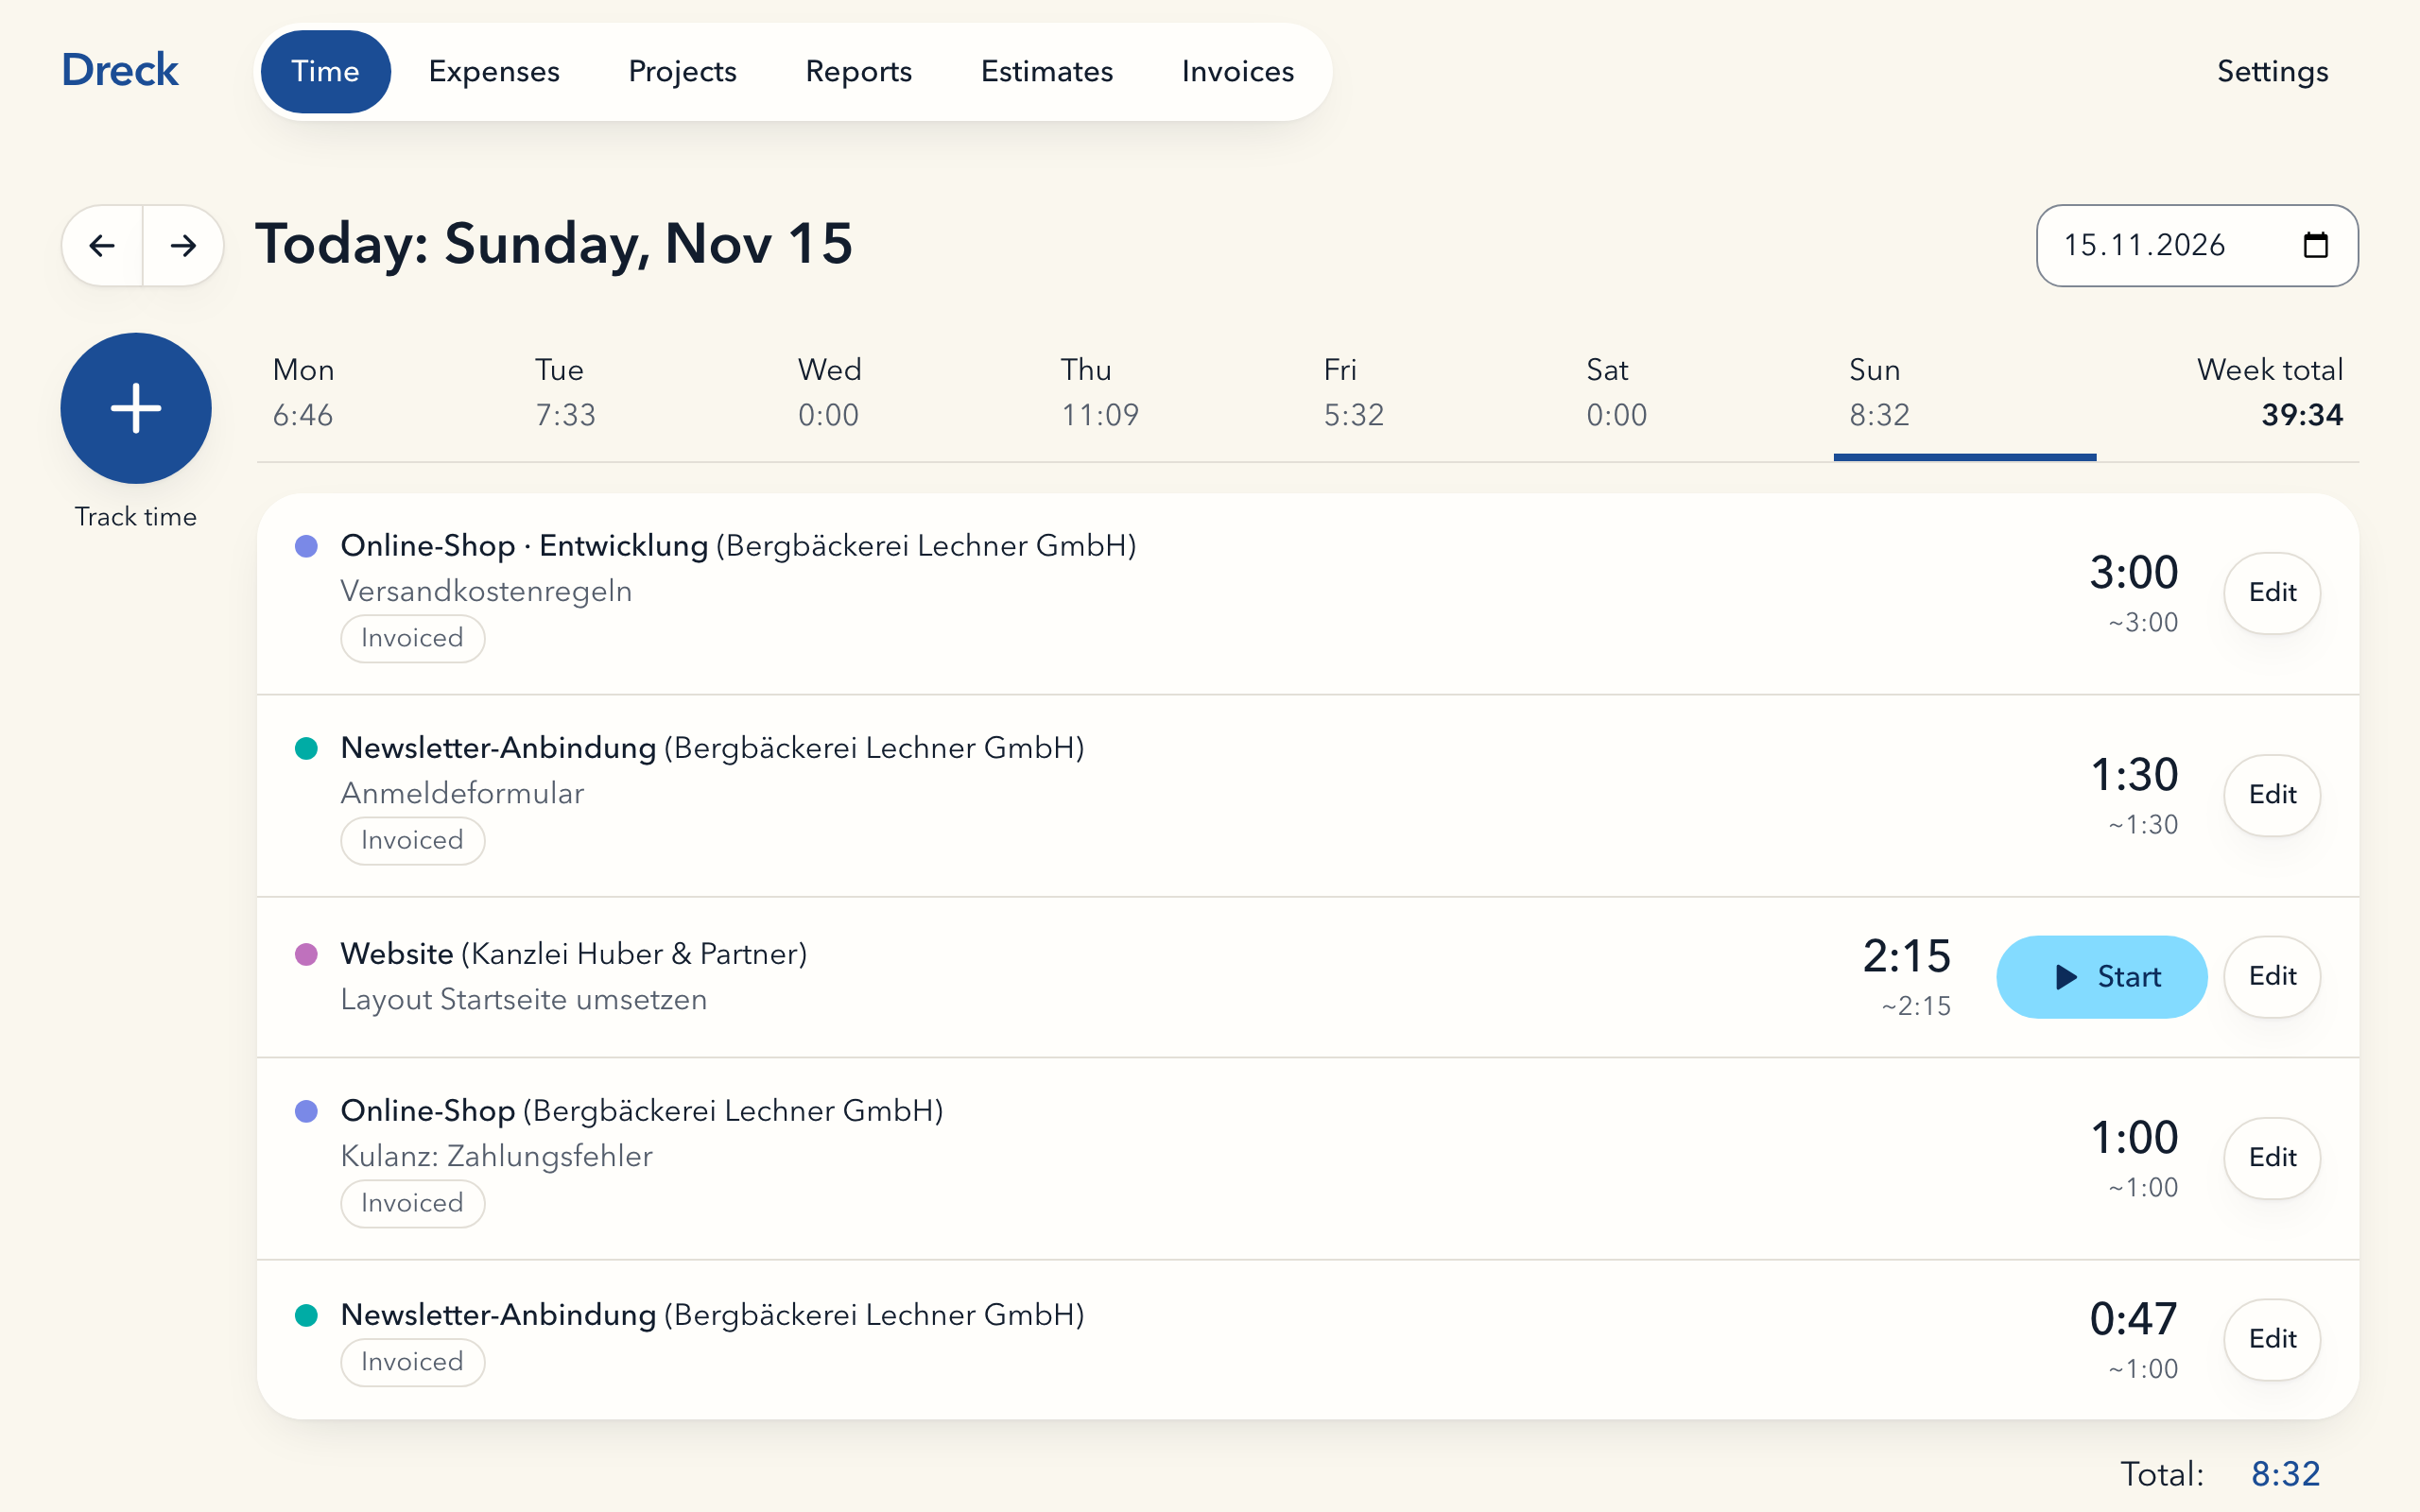 Dreck
Time Expenses Projects Reports Estimates Invoices
Settings
Today: Sunday, Nov 15
15.11.2026
Track time
Mon Tue Wed Thu Fri Sat Sun Week total
6:46 7:33 0:00 11:09 5:32 0:00 8:32 39:34
Online-Shop · Entwicklung (Bergbäckerei Lechner GmbH)
Versandkostenregeln
Invoiced
3:00
~3:00
Edit
Newsletter-Anbindung (Bergbäckerei Lechner GmbH)
Anmeldeformular
Invoiced
1:30
~1:30
Edit
Website (Kanzlei Huber & Partner)
Layout Startseite umsetzen
2:15
~2:15
Start
Edit
Online-Shop (Bergbäckerei Lechner GmbH)
Kulanz: Zahlungsfehler
Invoiced
1:00
~1:00
Edit
Newsletter-Anbindung (Bergbäckerei Lechner GmbH)
Invoiced
0:47
~1:00
Edit
Total: 8:32